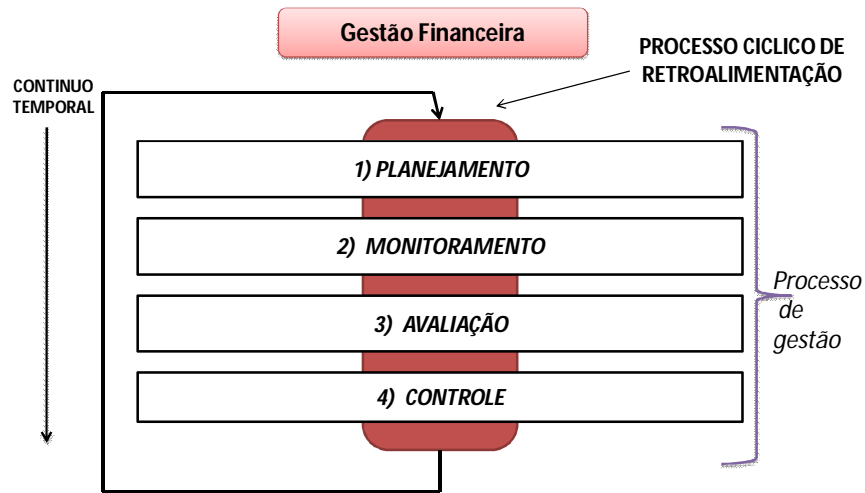 Gestão Financeira
PROCESSO CICLICO DE
RETROALIMENTAÇÃO
CONTINUO
TEMPORAL
1) PLANEJAMENTO
2) MONITORAMENTO
3) AVALIAÇÃO
4) CONTROLE
Processo
de
gestão